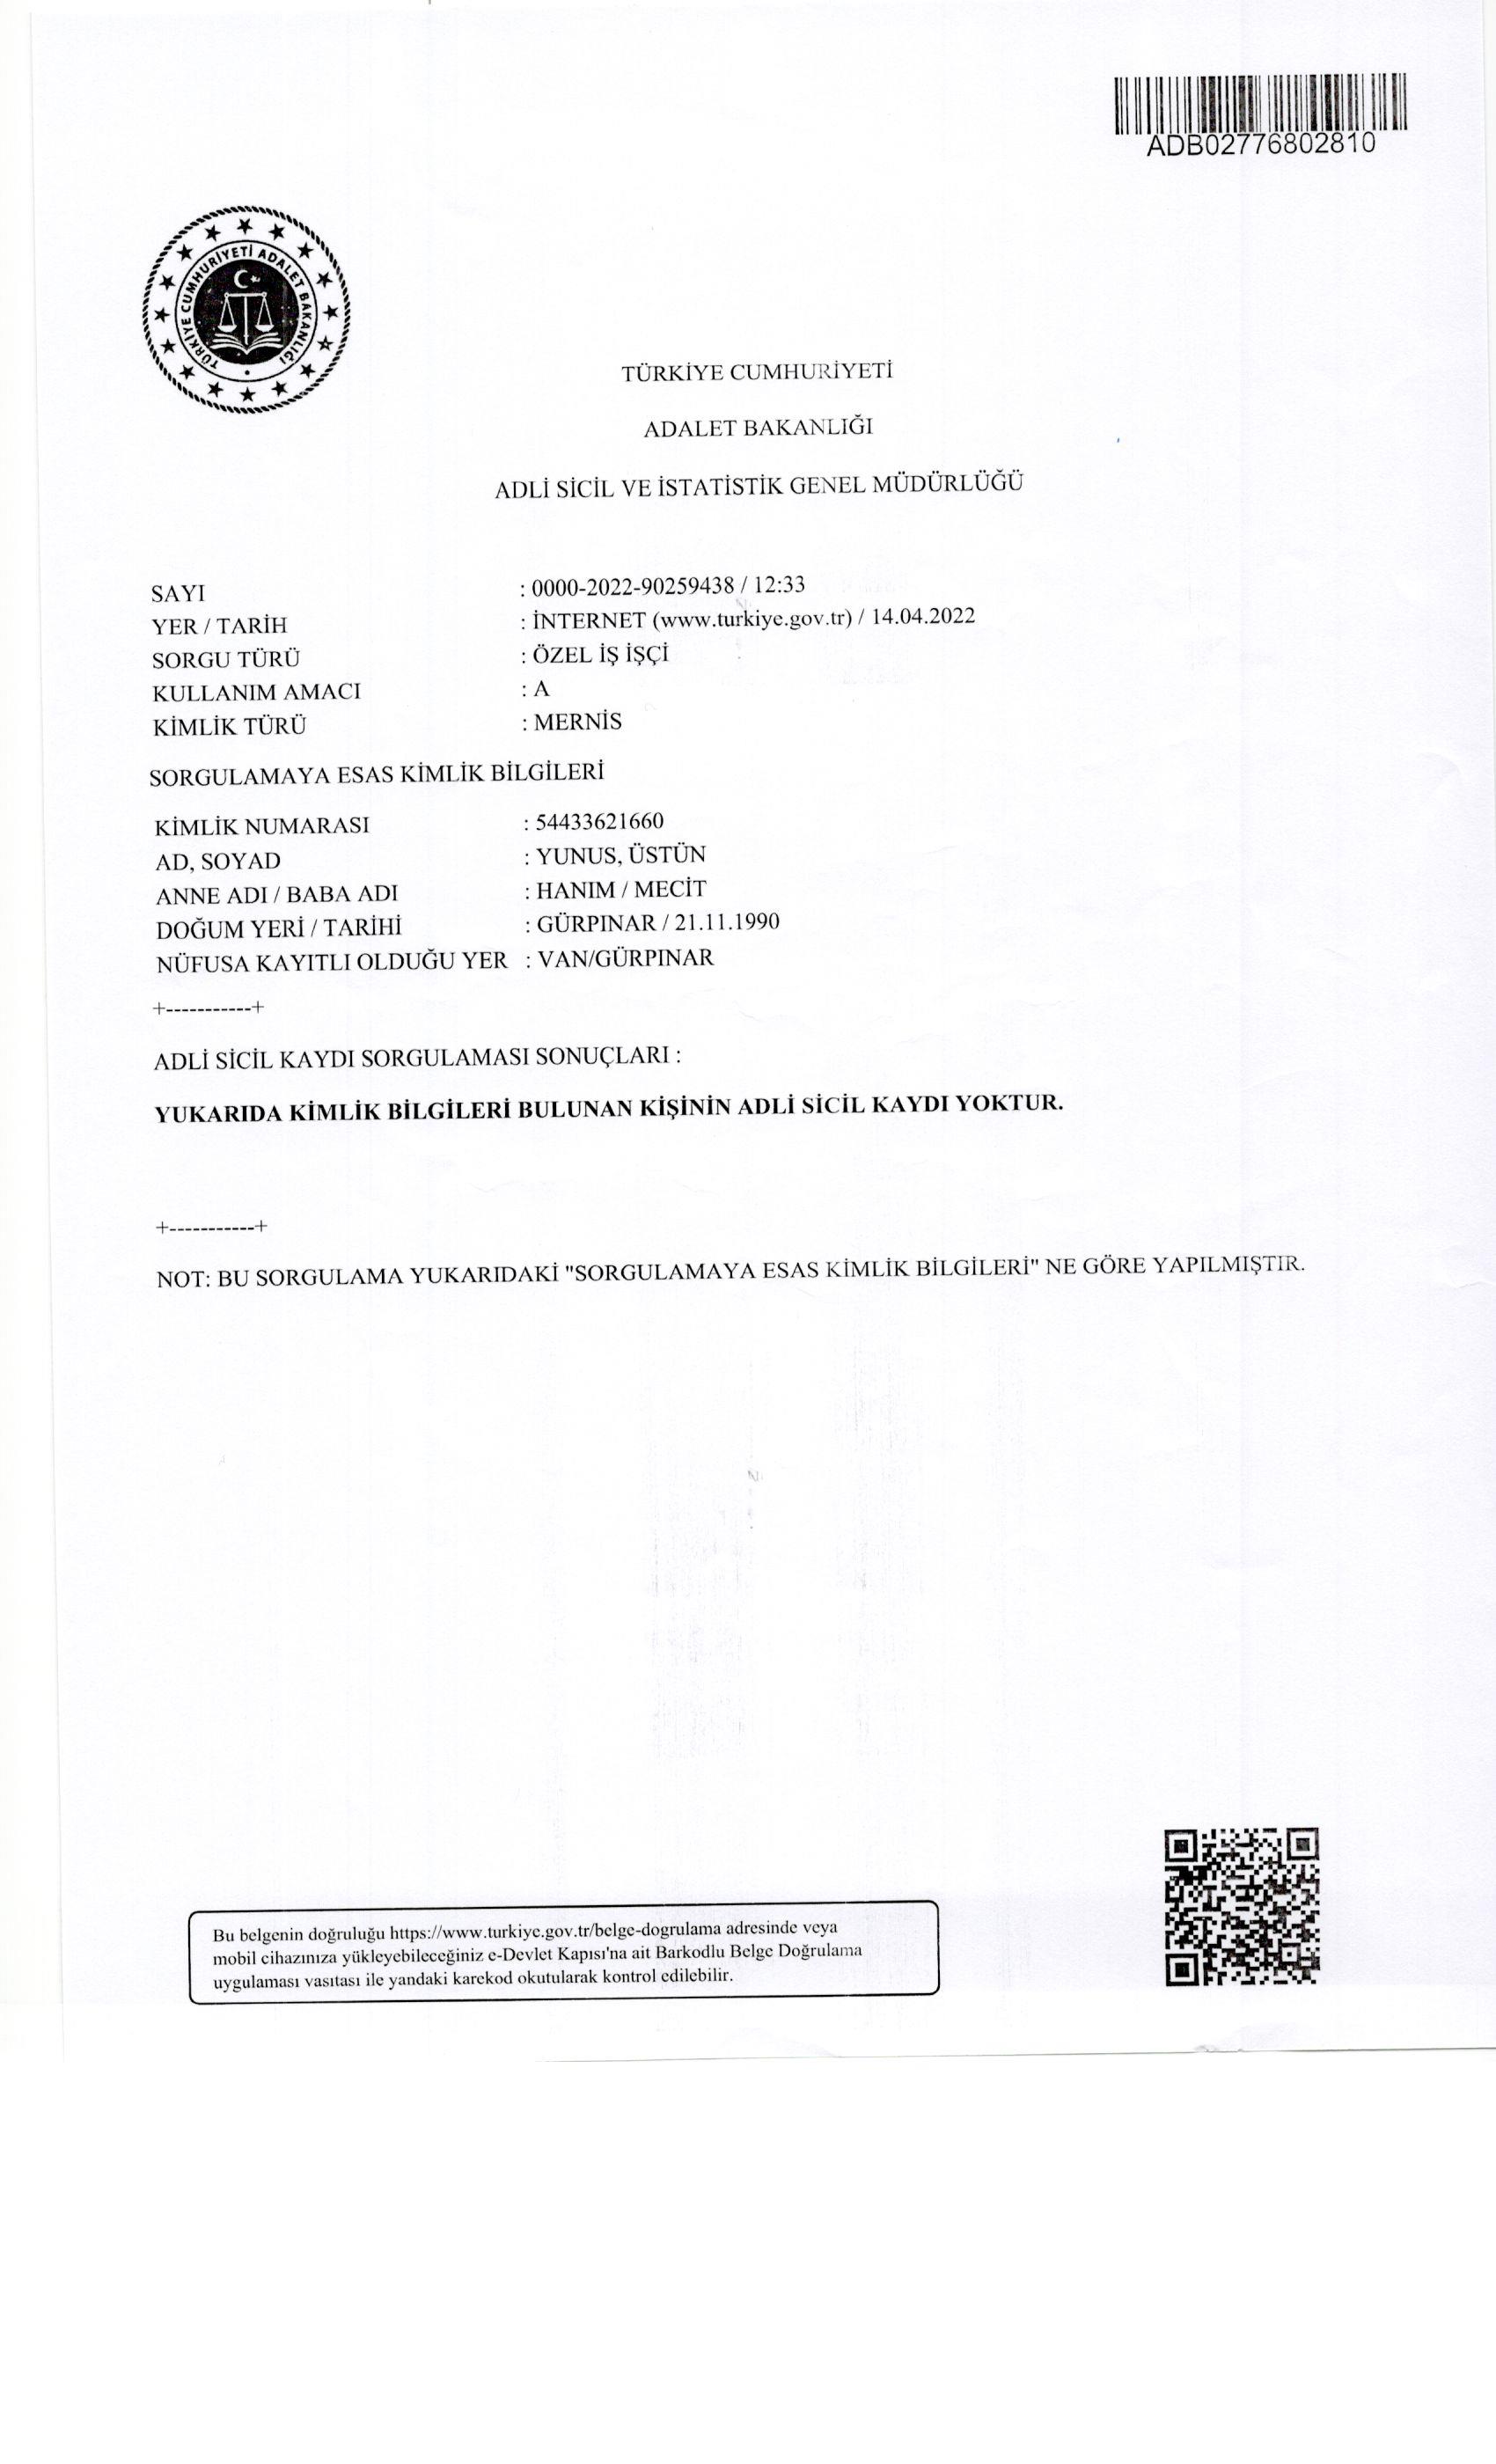 ADB02776802810
TÜRKİYE CUMHURİYETİ ADALET BAKANLIĞI
TÜRKİYE CUMHURİYETİ
ADALET BAKANLIĞI
ADLİ SİCİL VE İSTATİSTİK GENEL MÜDÜRLÜĞÜ
SAYI : 0000-2022-90259438 / 12:33
YER / TARİH : İNTERNET (www.turkiye.gov.tr) / 14.04.2022
SORGU TÜRÜ : ÖZEL İŞ İŞÇİ
KULLANIM AMACI : A
KİMLİK TÜRÜ : MERNİS
SORGULAMAYA ESAS KİMLİK BİLGİLERİ
KİMLİK NUMARASI : 54433621660
AD, SOYAD : YUNUS, ÜSTÜN
ANNE ADI / BABA ADI : HANIM / MECİT
DOĞUM YERİ / TARİHİ : GÜRPINAR / 21.11.1990
NÜFUSA KAYITLI OLDUĞU YER : VAN/GÜRPINAR
+-----------+
ADLİ SİCİL KAYDI SORGULAMASI SONUÇLARI :
YUKARIDA KİMLİK BİLGİLERİ BULUNAN KİŞİNİN ADLİ SİCİL KAYDI YOKTUR.
+-----------+
NOT: BU SORGULAMA YUKARIDAKİ "SORGULAMAYA ESAS KİMLİK BİLGİLERİ" NE GÖRE YAPILMIŞTIR.
Bu belgenin doğruluğu https://www.turkiye.gov.tr/belge-dogrulama adresinde veya
mobil cihazınıza yükleyebileceğiniz e-Devlet Kapısı'na ait Barkodlu Belge Doğrulama
uygulaması vasıtası ile yandaki karekod okutularak kontrol edilebilir.